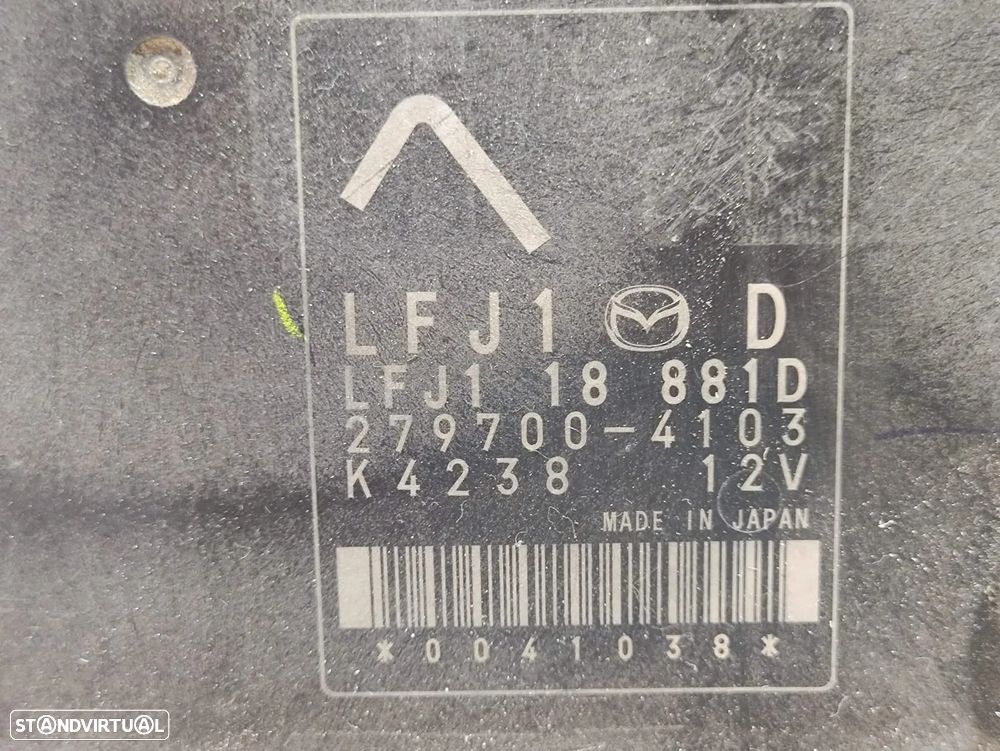 LFJ1 D
LFJ1 18 881D
279700-4103
K4238 12V
MADE IN JAPAN
*0041038*
STANDVIRTUAL